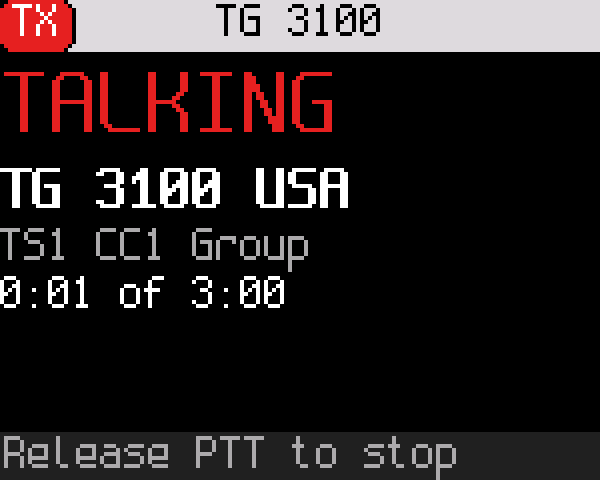 TX TG 3100
TALKING
TG 3100 USA
TS1 CC1 Group
0:01 of 3:00
Release PTT to stop